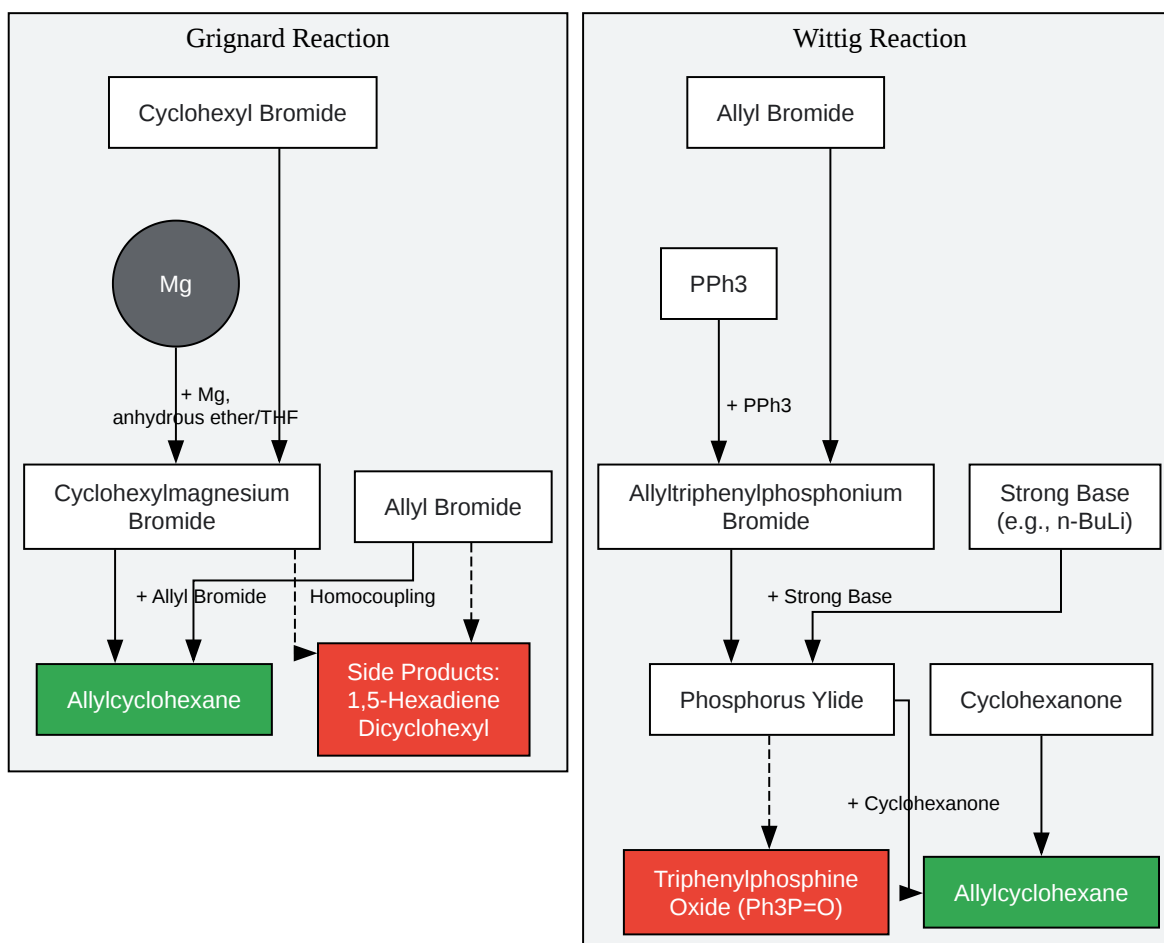 Grignard Reaction
Cyclohexyl Bromide
Mg
+ Mg,
anhydrous ether/THF
Cyclohexylmagnesium
Bromide
Allyl Bromide
+ Allyl Bromide
Homocoupling
Allylcyclohexane
Side Products:
1,5-Hexadiene
Dicyclohexyl
Wittig Reaction
Allyl Bromide
PPh3
+ PPh3
Allyltriphenylphosphonium
Bromide
Strong Base
(e.g., n-BuLi)
+ Strong Base
Phosphorus Ylide
Cyclohexanone
+ Cyclohexanone
Triphenylphosphine
Oxide (Ph3P=O)
Allylcyclohexane